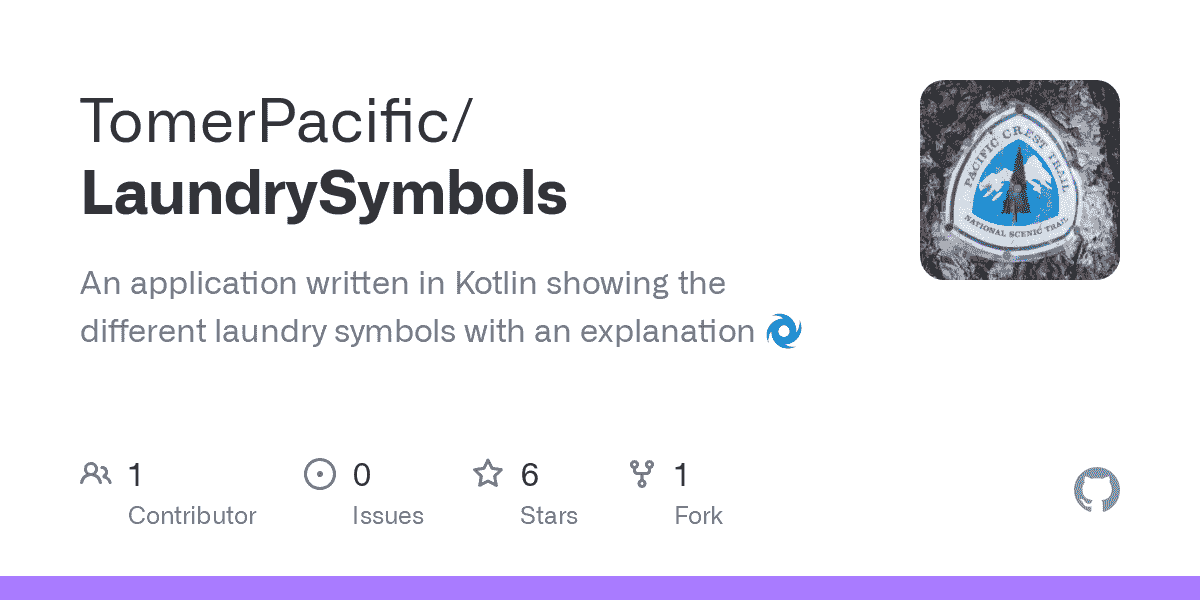 TomerPacific/
LaundrySymbols
An application written in Kotlin showing the
different laundry symbols with an explanation
PACIFIC CREST TRAIL
NATIONAL SCENIC TRAIL
1
Contributor
0
Issues
6
Stars
1
Fork